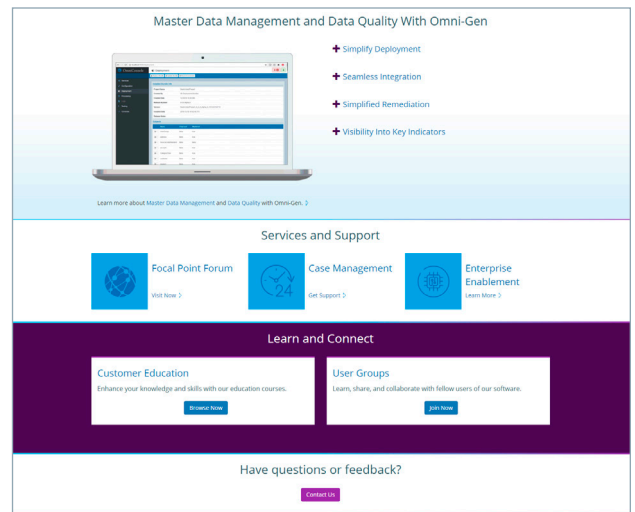 Master Data Management and Data Quality With Omni-Gen
Simplify Deployment
Seamless Integration
Simplified Remediation
Visibility Into Key Indicators
Learn more about Master Data Management and Data Quality with Omni-Gen.
Services and Support
Focal Point Forum
Visit Now
Case Management
24
Get Support
Enterprise
Enablement
Learn More
Learn and Connect
Customer Education
Enhance your knowledge and skills with our education courses.
Browse Now
User Groups
Learn, share, and collaborate with fellow users of our software.
Join Now
Have questions or feedback?
Contact Us